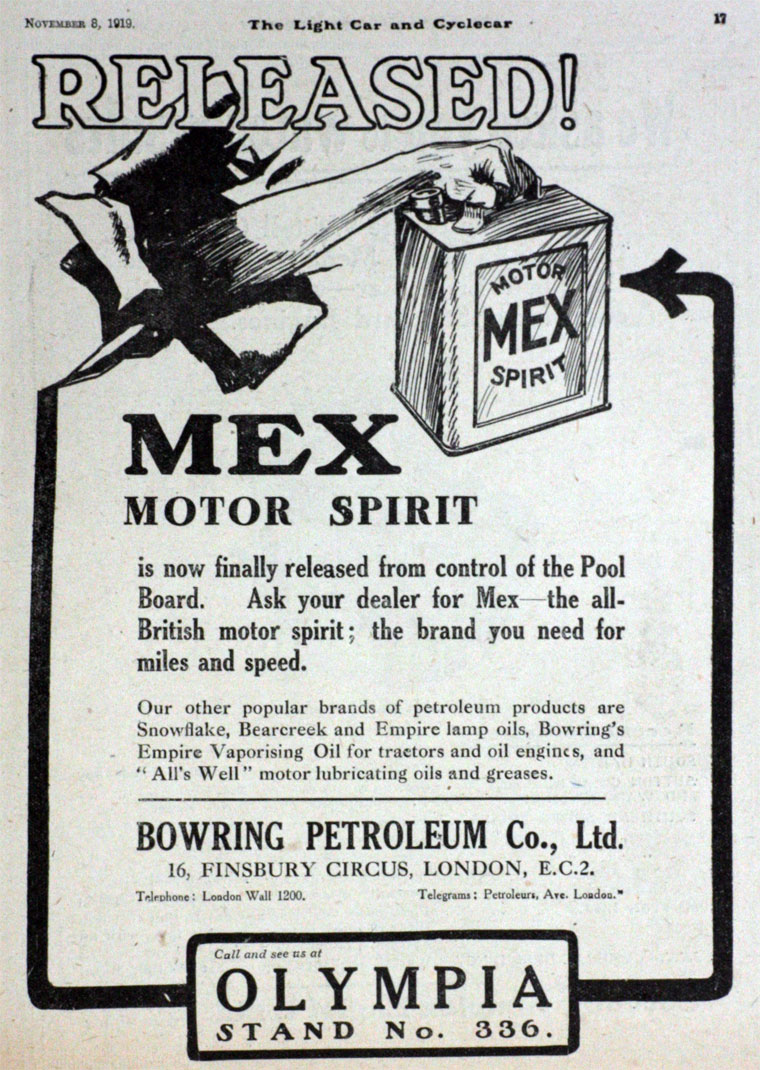 November 8, 1919.
The Light Car and Cyclecar
17
RELEASED!
MOTOR
MEX
SPIRIT
MEX
MOTOR SPIRIT
is now finally released from control of the Pool
Board. Ask your dealer for Mex—the all-
British motor spirit; the brand you need for
miles and speed.
Our other popular brands of petroleum products are
Snowflake, Bearcreek and Empire lamp oils, Bowring's
Empire Vaporising Oil for tractors and oil engines, and
"All's Well" motor lubricating oils and greases.
BOWRING PETROLEUM Co., Ltd.
16, FINSBURY CIRCUS, LONDON, E.C.2.
Telephone: London Wall 1200.
Telegrams: Petroleurs, Ave. London."
Call and see us at
OLYMPIA
STAND No. 336.